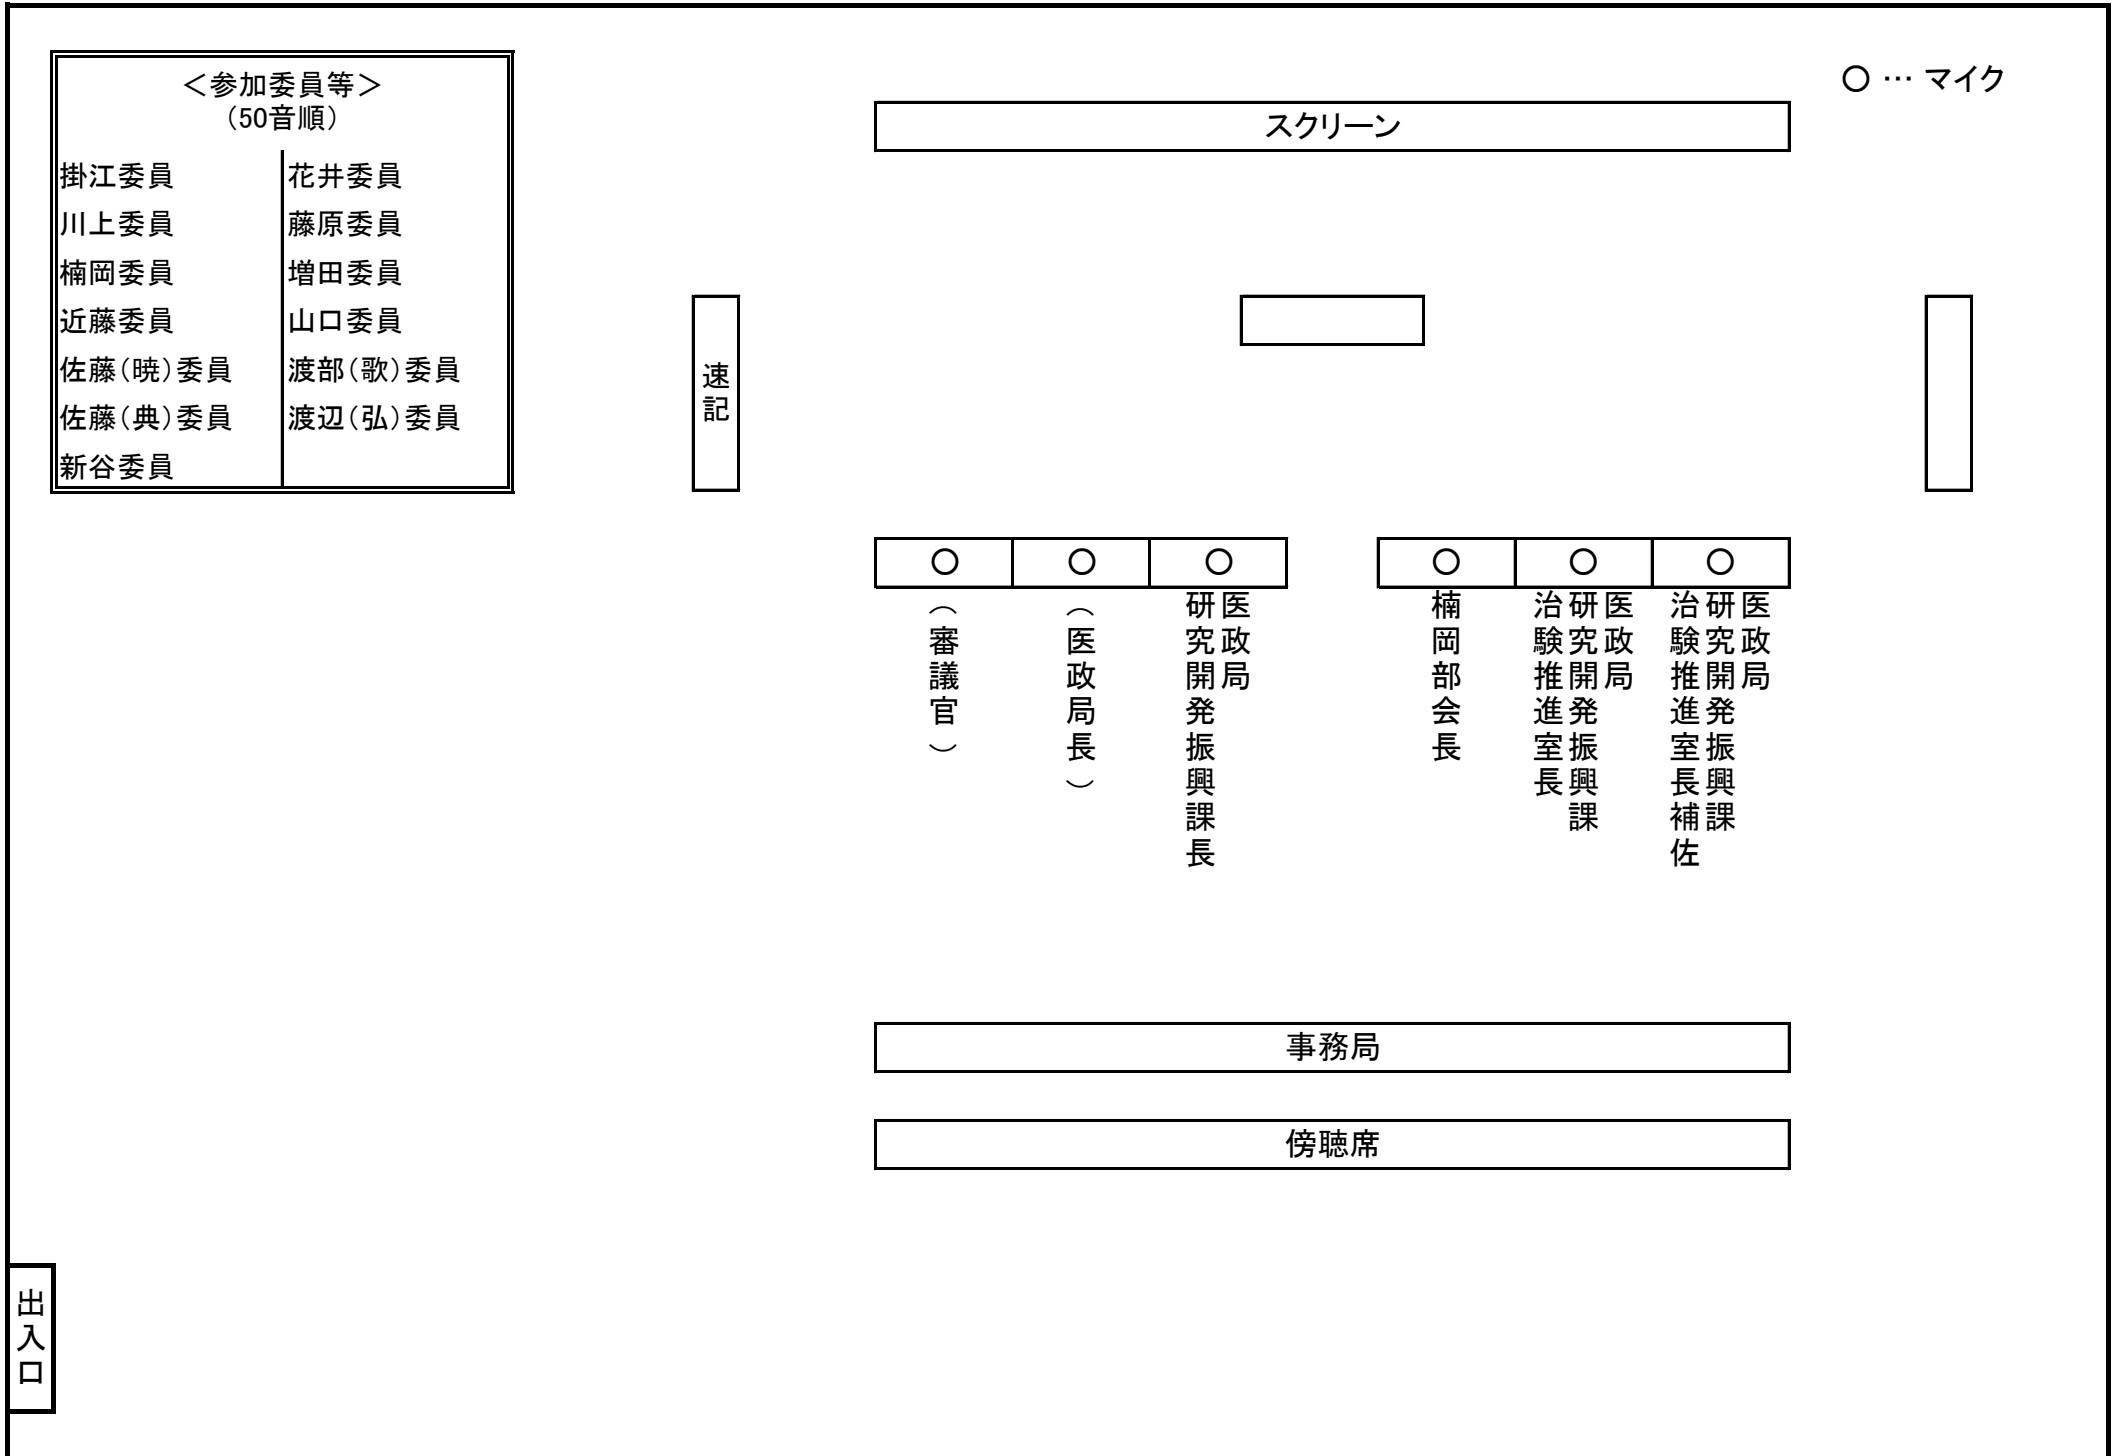 ＜参加委員等＞
（50音順）
掛江委員
川上委員
楠岡委員
近藤委員
佐藤（暁）委員
佐藤（典）委員
新谷委員
花井委員
藤原委員
増田委員
山口委員
渡部（歌）委員
渡辺（弘）委員
○ … マイク
スクリーン
速記
○
○
○
○
○
○
（審議官）
（医政局長）
医政局
研究開発振興課長
楠岡部会長
医政局
研究開発振興課
治験推進室長
医政局
研究開発振興課
治験推進室長補佐
事務局
傍聴席
出入口